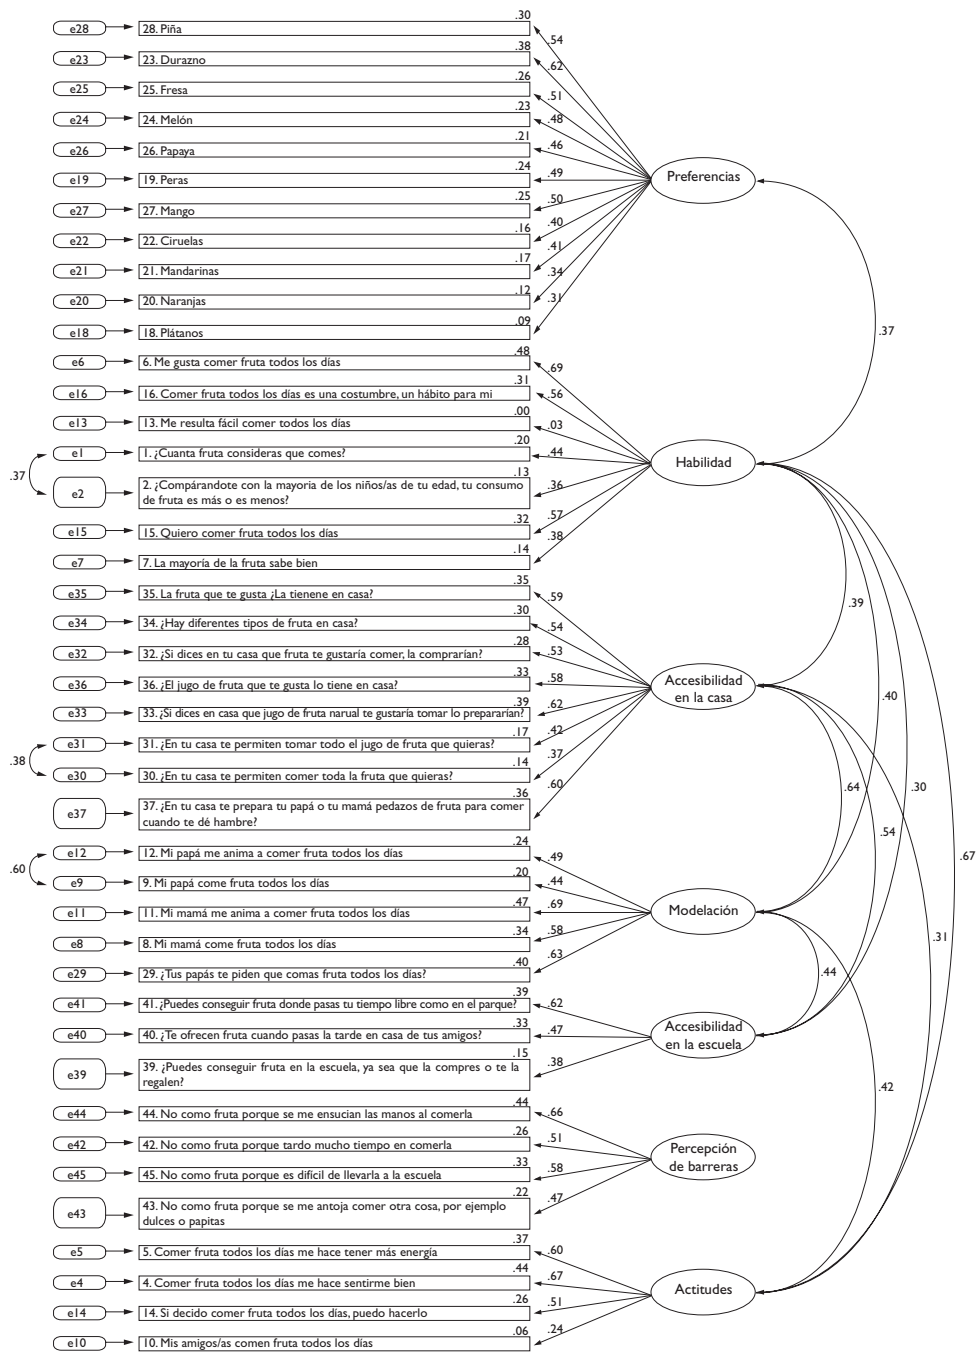 .30
e28 28. Piña .54
.38
e23 23. Durazno .62
.26
e25 25. Fresa .51
.23
e24 24. Melón .48
.21
e26 26. Papaya .46
.24
e19 19. Peras .49
Preferencias
.25
e27 27. Mango .50
.16
e22 22. Ciruelas .40
.17
e21 21. Mandarinas .41
.12
e20 20. Naranjas .34
.09
e18 18. Plátanos .31
.37
.48
e6 6. Me gusta comer fruta todos los días .69
.31
e16 16. Comer fruta todos los días es una costumbre, un hábito para mi .56
.00
e13 13. Me resulta fácil comer todos los días .03
.20
e1 1. ¿Cuanta fruta consideras que comes? .44
Habilidad
.37
.13
e2 2. ¿Compárandote con la mayoria de los niños/as de tu edad, tu consumo .36
de fruta es más o es menos?
.32
e15 15. Quiero comer fruta todos los días .57
.14
e7 7. La mayoría de la fruta sabe bien .38
.35
e35 35. La fruta que te gusta ¿La tienene en casa? .59
.39
.30
e34 34. ¿Hay diferentes tipos de fruta en casa? .54
.28
e32 32. ¿Si dices en tu casa que fruta te gustaría comer, la comprarían? .53
.33
e36 36. ¿El jugo de fruta que te gusta lo tiene en casa? .58
Accesibilidad
en la casa
.40
.39
e33 33. ¿Si dices en casa que jugo de fruta narual te gustaría tomar lo prepararían? .62
.17
e31 31. ¿En tu casa te permiten tomar todo el jugo de fruta que quieras? .42
.38
.14
e30 30. ¿En tu casa te permiten comer toda la fruta que quieras? .37
.64
.30
.36
e37 37. ¿En tu casa te prepara tu papá o tu mamá pedazos de fruta para comer .60
cuando te dé hambre?
.54
.24
e12 12. Mi papá me anima a comer fruta todos los días .49
.67
.60
.20
e9 9. Mi papá come fruta todos los días .44
.47
e11 11. Mi mamá me anima a comer fruta todos los días .69
Modelación
.34
e8 8. Mi mamá come fruta todos los días .58
.31
.40
e29 29. ¿Tus papás te piden que comas fruta todos los días? .63
.44
.39
e41 41. ¿Puedes conseguir fruta donde pasas tu tiempo libre como en el parque? .62
.33
e40 40. ¿Te ofrecen fruta cuando pasas la tarde en casa de tus amigos? .47
Accesibilidad
en la escuela
.15
e39 39. ¿Puedes conseguir fruta en la escuela, ya sea que la compres o te la .38
regalen?
.42
.44
e44 44. No como fruta porque se me ensucian las manos al comerla .66
.26
e42 42. No como fruta porque tardo mucho tiempo en comerla .51
Percepción
de barreras
.33
e45 45. No como fruta porque es difícil de llevarla a la escuela .58
.22
e43 43. No como fruta porque se me antoja comer otra cosa, por ejemplo .47
dulces o papitas
.37
e5 5. Comer fruta todos los días me hace tener más energía .60
.44
e4 4. Comer fruta todos los días me hace sentirme bien .67
Actitudes
.26
e14 14. Si decido comer fruta todos los días, puedo hacerlo .51
.06
e10 10. Mis amigos/as comen fruta todos los días .24